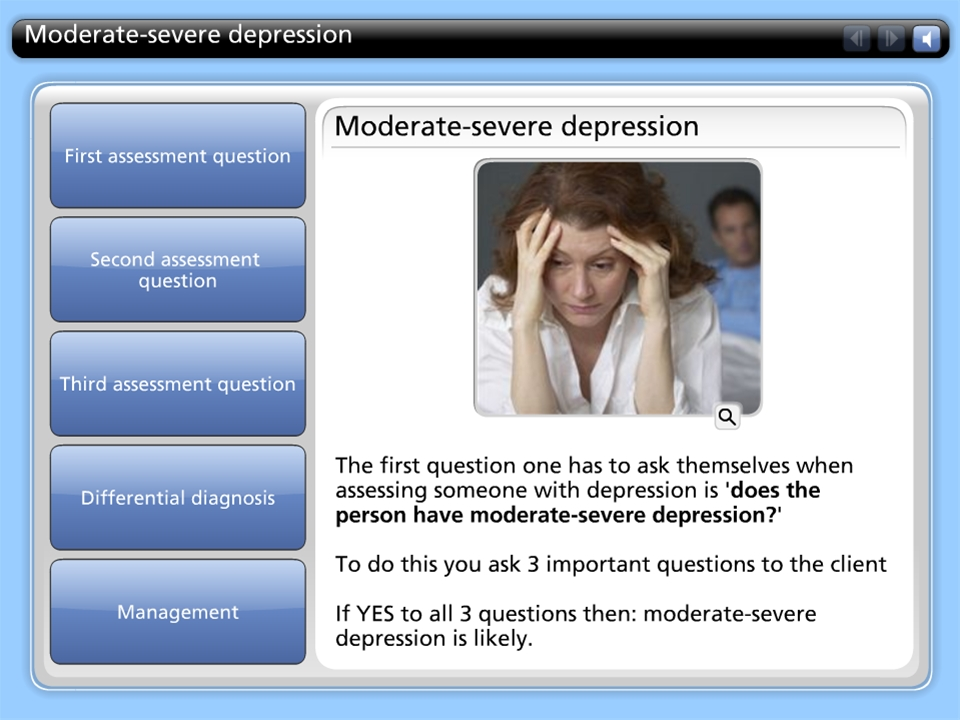 Moderate-severe depression
First assessment question
Second assessment
question
Third assessment question
Differential diagnosis
Management
Moderate-severe depression
The first question one has to ask themselves when
assessing someone with depression is 'does the
person have moderate-severe depression?'
To do this you ask 3 important questions to the client
If YES to all 3 questions then: moderate-severe
depression is likely.